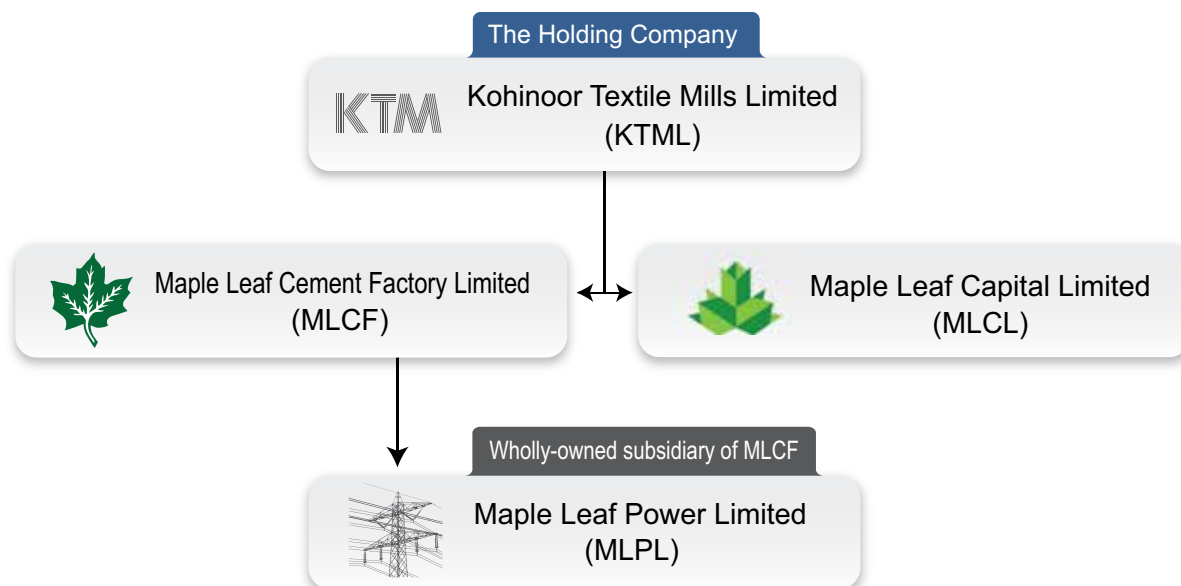 The Holding Company
KTM
Kohinoor Textile Mills Limited
(KTML)
Maple Leaf Cement Factory Limited
(MLCF)
Maple Leaf Capital Limited
(MLCL)
Wholly-owned subsidiary of MLCF
Maple Leaf Power Limited
(MLPL)